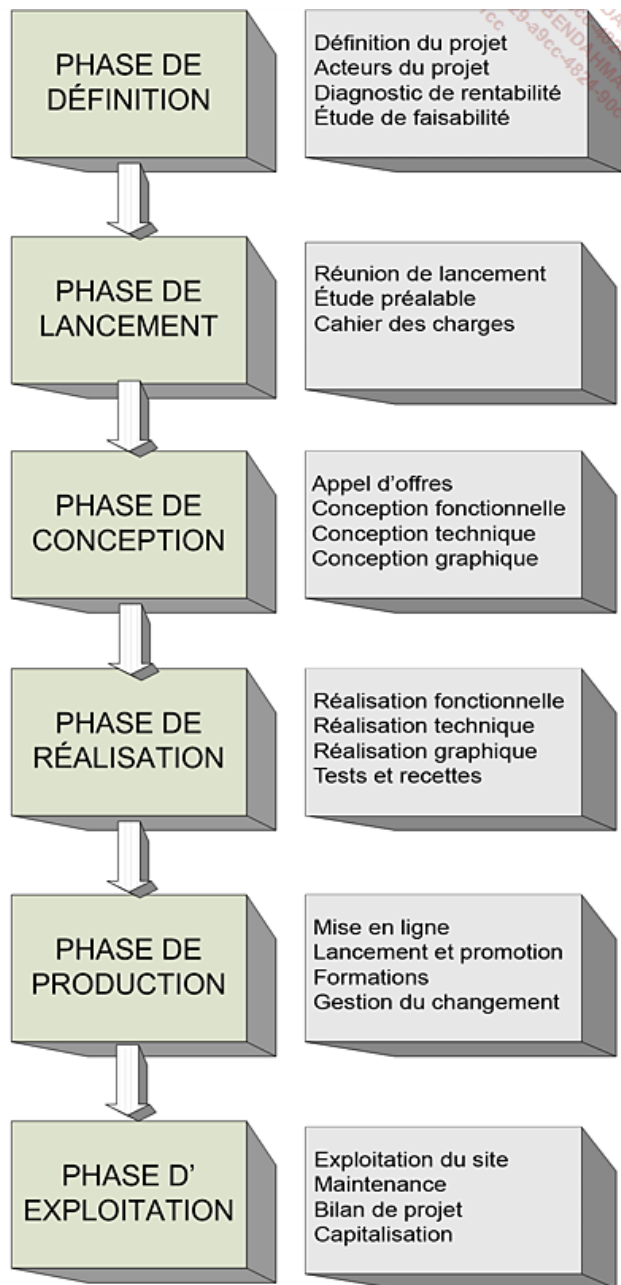 PHASE DE
DÉFINITION
Définition du projet
Acteurs du projet
Diagnostic de rentabilité
Étude de faisabilité
PHASE DE
LANCEMENT
Réunion de lancement
Étude préalable
Cahier des charges
PHASE DE
CONCEPTION
Appel d'offres
Conception fonctionnelle
Conception technique
Conception graphique
PHASE DE
RÉALISATION
Réalisation fonctionnelle
Réalisation technique
Réalisation graphique
Tests et recettes
PHASE DE
PRODUCTION
Mise en ligne
Lancement et promotion
Formations
Gestion du changement
PHASE D'
EXPLOITATION
Exploitation du site
Maintenance
Bilan de projet
Capitalisation